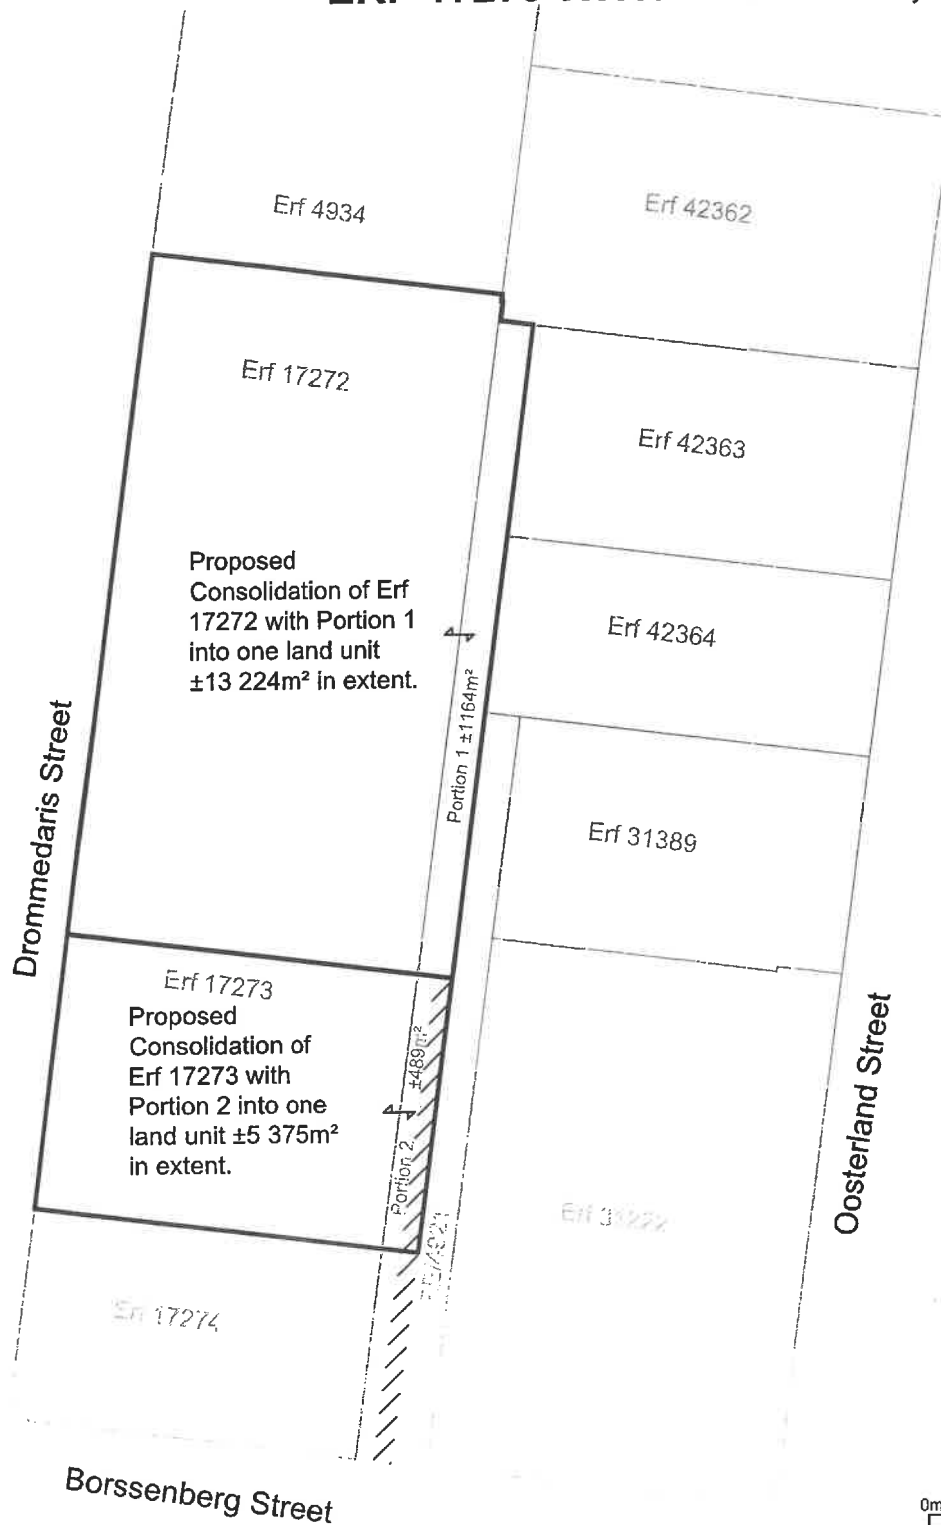 Erf 4934
Erf 42362
Erf 17272
Erf 42363
Proposed
Consolidation of Erf
17272 with Portion 1
into one land unit
±13 224m² in extent.
Erf 42364
Portion 1 ±1164m²
Drommedaris Street
Erf 31389
Erf 17273
Proposed
Consolidation of
Erf 17273 with
Portion 2 into one
land unit ±5 375m²
in extent.
Portion 2
±489m²
Oosterland Street
Erf 17274
Borssenberg Street
0m